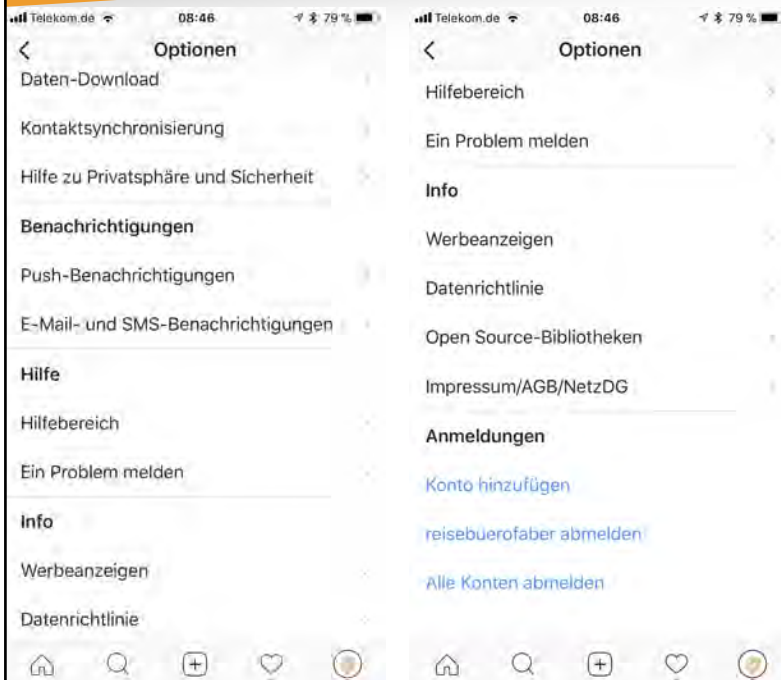 Telekom.de 08:46 79 %
Optionen
Daten-Download
Kontaktsynchronisierung
Hilfe zu Privatsphäre und Sicherheit
Benachrichtigungen
Push-Benachrichtigungen
E-Mail- und SMS-Benachrichtigungen
Hilfe
Hilfebereich
Ein Problem melden
Info
Werbeanzeigen
Datenrichtlinie
Telekom.de 08:46 79 %
Optionen
Hilfebereich
Ein Problem melden
Info
Werbeanzeigen
Datenrichtlinie
Open Source-Bibliotheken
Impressum/AGB/NetzDG
Anmeldungen
Konto hinzufügen
reisebuerofaber abmelden
Alle Konten abmelden